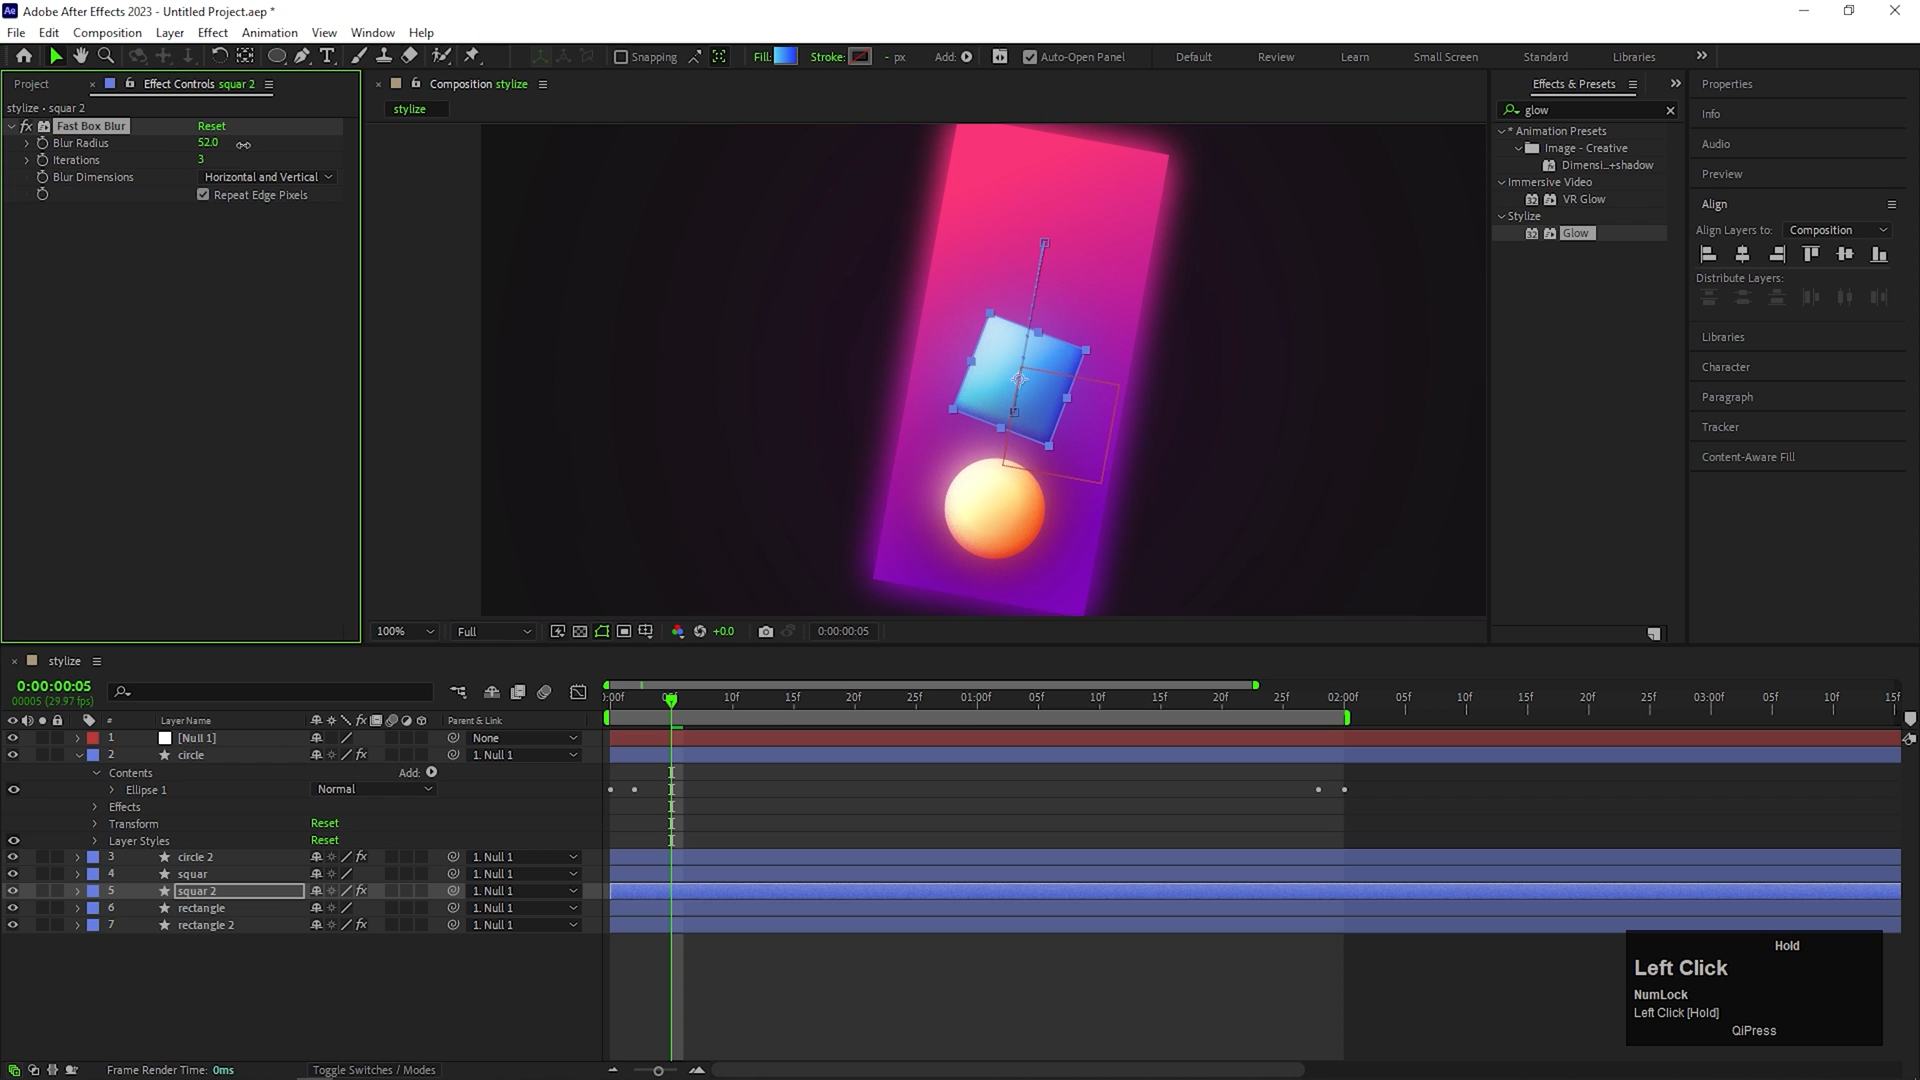 Adobe After Effects 2023 - Untitled Project.aep *
File Edit Composition Layer Effect Animation View Window Help
Snapping Fill: Stroke: - px Add: Auto-Open Panel Default Review Learn Small Screen Standard Libraries
Project Effect Controls squar 2
stylize • squar 2
fx Fast Box Blur Reset
Blur Radius 52.0
Iterations 3
Blur Dimensions Horizontal and Vertical
Repeat Edge Pixels
Composition stylize
stylize
100% Full +0.0 0:00:00:05
Effects & Presets
glow
* Animation Presets
Image - Creative
Dimensi...+shadow
Immersive Video
VR Glow
Stylize
Glow
Properties
Info
Audio
Preview
Align
Align Layers to: Composition
Distribute Layers:
Libraries
Character
Paragraph
Tracker
Content-Aware Fill
stylize
0:00:00:05
00005 (29.97 fps)
:00f 05f 10f 15f 20f 25f 01:00f 05f 10f 15f 20f 25f 02:00f 05f 10f 15f 20f 25f 03:00f 05f 10f 15f
# Layer Name Parent & Link
1 [Null 1] None
2 circle fx 1. Null 1
Contents Add:
Ellipse 1 Normal
Effects
Transform Reset
Layer Styles Reset
3 circle 2 fx 1. Null 1
4 squar 1. Null 1
5 squar 2 fx 1. Null 1
6 rectangle 1. Null 1
7 rectangle 2 fx 1. Null 1
Hold
Left Click
NumLock
Left Click [Hold]
QiPress
Frame Render Time: 0ms Toggle Switches / Modes